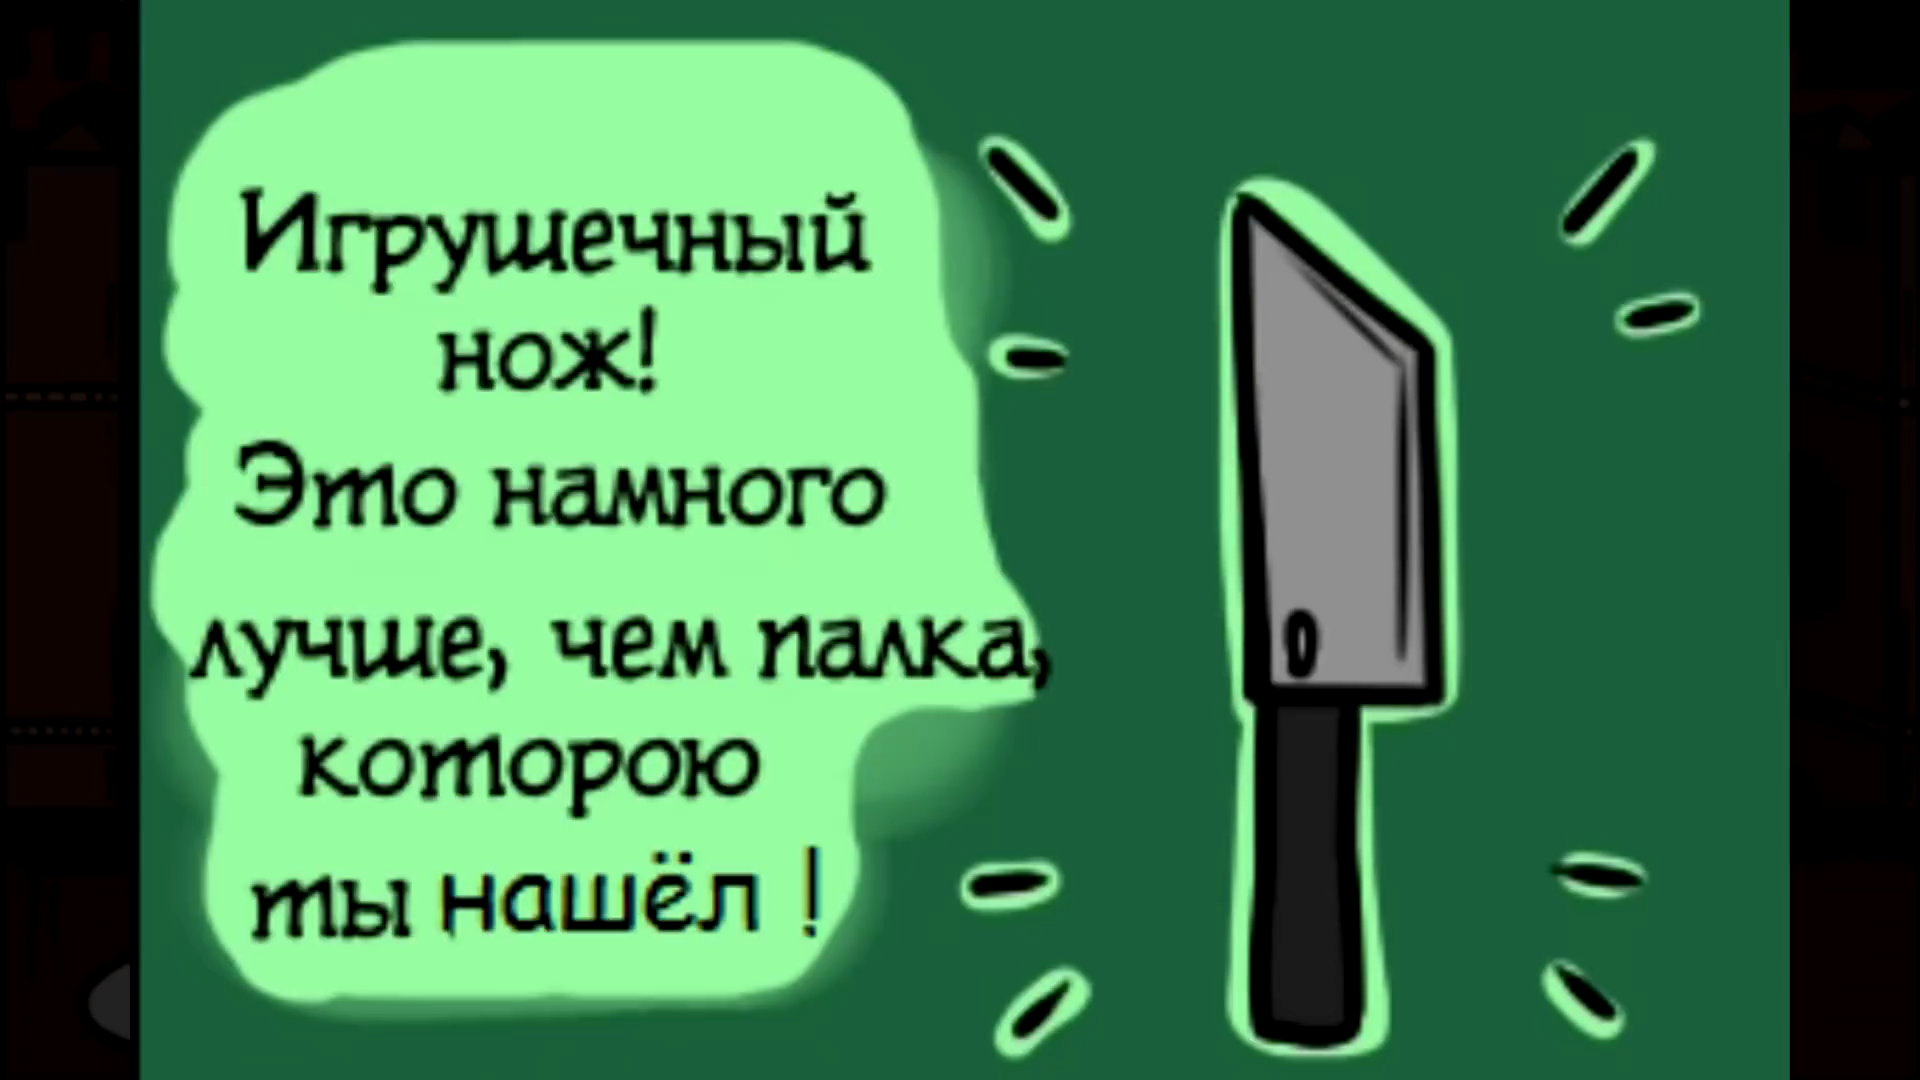 Игрушечный
нож!
Это намного
лучше, чем палка,
которою
ты нашёл !